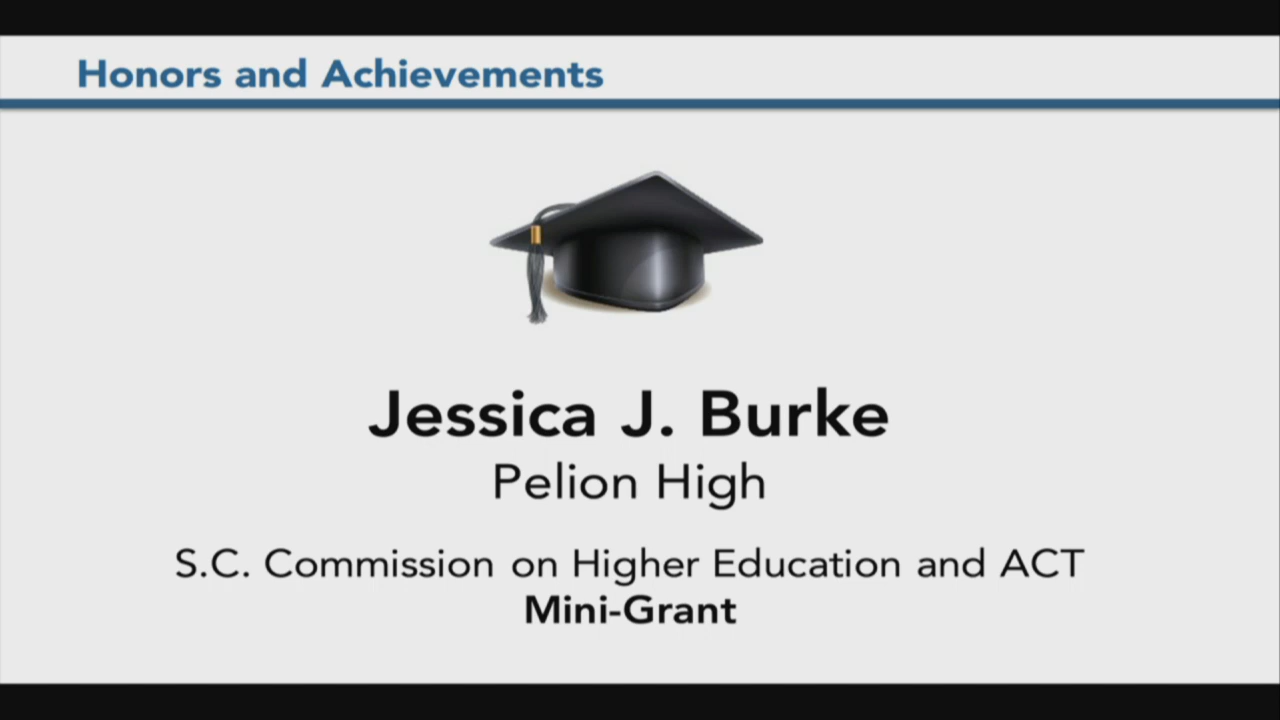 Honors and Achievements
Jessica J. Burke
Pelion High
S.C. Commission on Higher Education and ACT
Mini-Grant